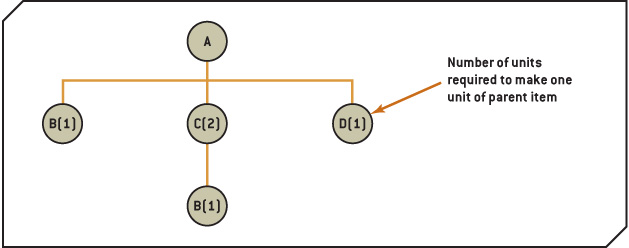 A
Number of units
required to make one
unit of parent item
B(1)
C(2)
D(1)
B(1)